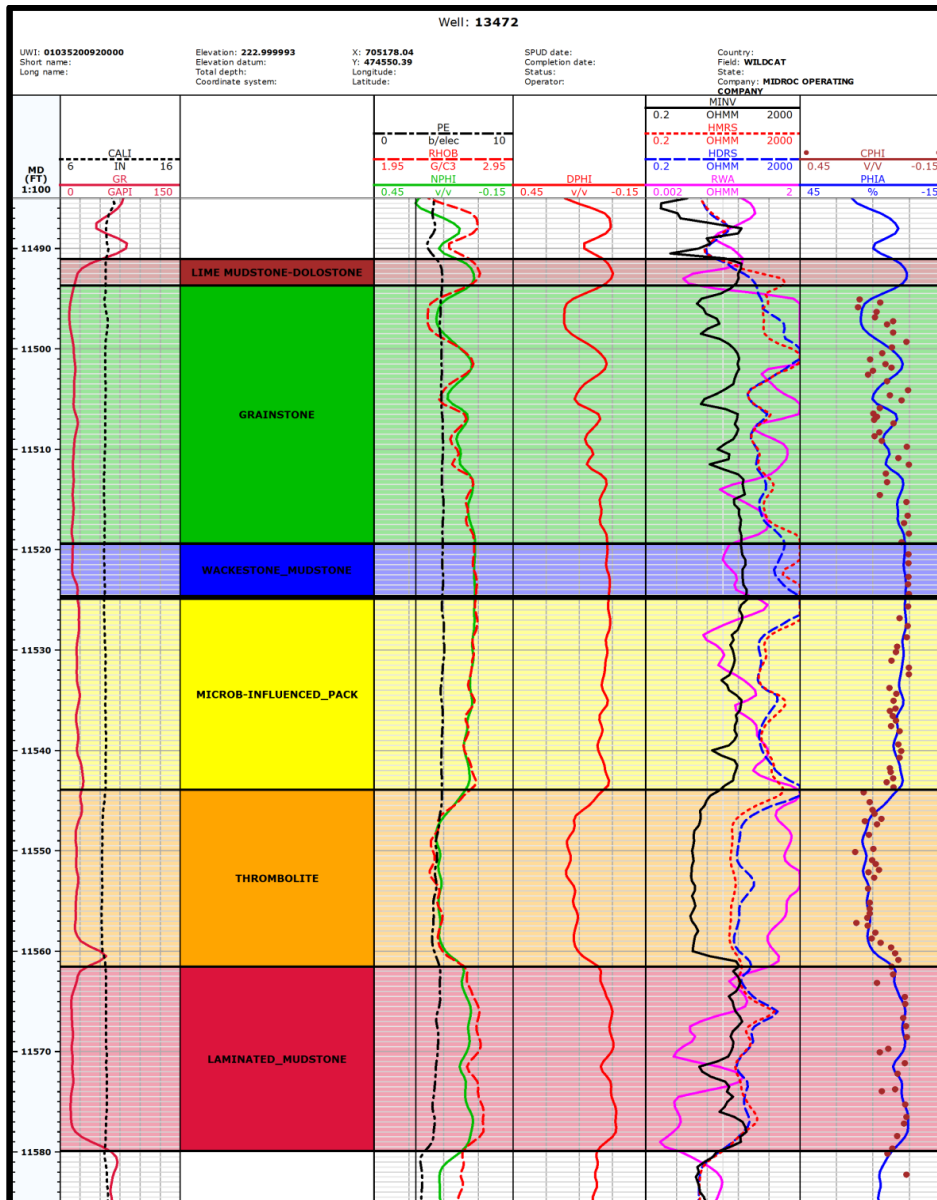 Well: 13472
UWI: 01035200920000
Short name:
Long name:
Elevation: 222.999993
Elevation datum:
Total depth:
Coordinate system:
X: 705178.04
Y: 474550.39
Longitude:
Latitude:
SPUD date:
Completion date:
Status:
Operator:
Country:
Field: WILDCAT
State:
Company: MIDROC OPERATING
COMPANY
MD
(FT)
1:100
CALI
6 IN 16
GR
0 GAPI 150
PE
0 b/elec 10
RHOB
1.95 G/C3 2.95
NPHI
0.45 v/v -0.15
DPHI
0.45 v/v -0.15
MINV
0.2 OHMM 2000
HMRS
0.2 OHMM 2000
HDRS
0.2 OHMM 2000
RWA
0.002 OHMM 2
CPHI
0.45 V/V -0.15
PHIA
45 % -15
11490
LIME MUDSTONE-DOLOSTONE
11500
GRAINSTONE
11510
11520
WACKESTONE_MUDSTONE
11530
MICROB-INFLUENCED_PACK
11540
11550
THROMBOLITE
11560
11570
LAMINATED_MUDSTONE
11580